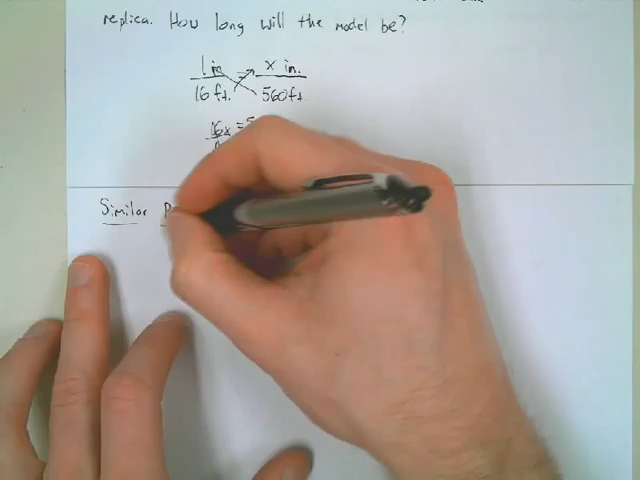 replica. How long will the model be?
1 in = x in.
16 ft. 560 ft
16x =
Similar